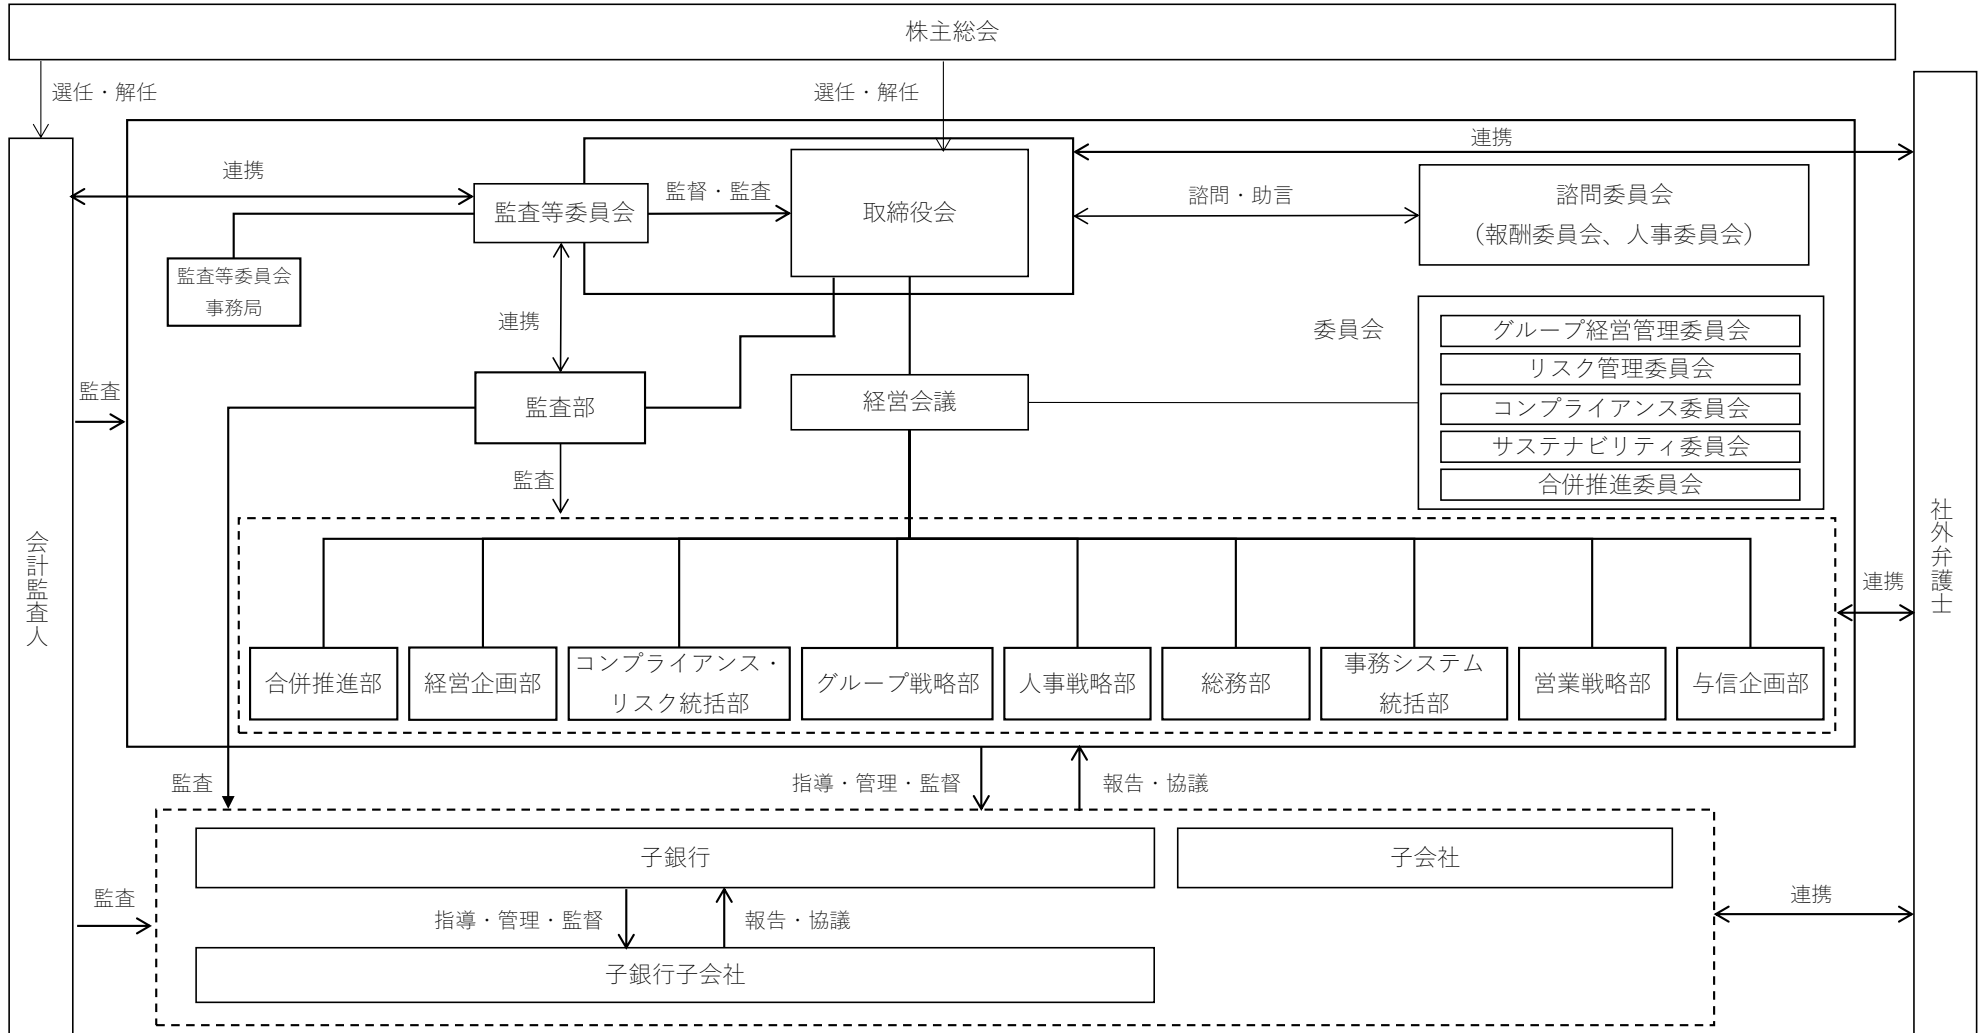 株主総会
選任・解任
選任・解任
連携
連携
監査等委員会
監督・監査
取締役会
諮問・助言
諮問委員会
（報酬委員会、人事委員会）
監査等委員会
事務局
連携
委員会
グループ経営管理委員会
リスク管理委員会
コンプライアンス委員会
サステナビリティ委員会
合併推進委員会
監査
監査部
経営会議
監査
会計監査人
社外弁護士
連携
合併推進部
経営企画部
コンプライアンス・
リスク統括部
グループ戦略部
人事戦略部
総務部
事務システム
統括部
営業戦略部
与信企画部
監査
指導・管理・監督
報告・協議
子銀行
子会社
監査
指導・管理・監督
報告・協議
連携
子銀行子会社